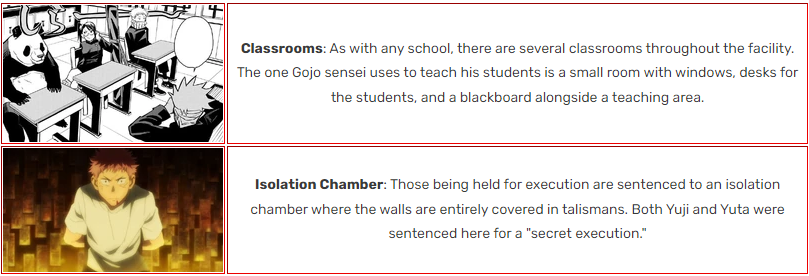 Classrooms: As with any school, there are several classrooms throughout the facility.
The one Gojo sensei uses to teach his students is a small room with windows, desks for
the students, and a blackboard alongside a teaching area.
Isolation Chamber: Those being held for execution are sentenced to an isolation
chamber where the walls are entirely covered in talismans. Both Yuji and Yuta were
sentenced here for a "secret execution."